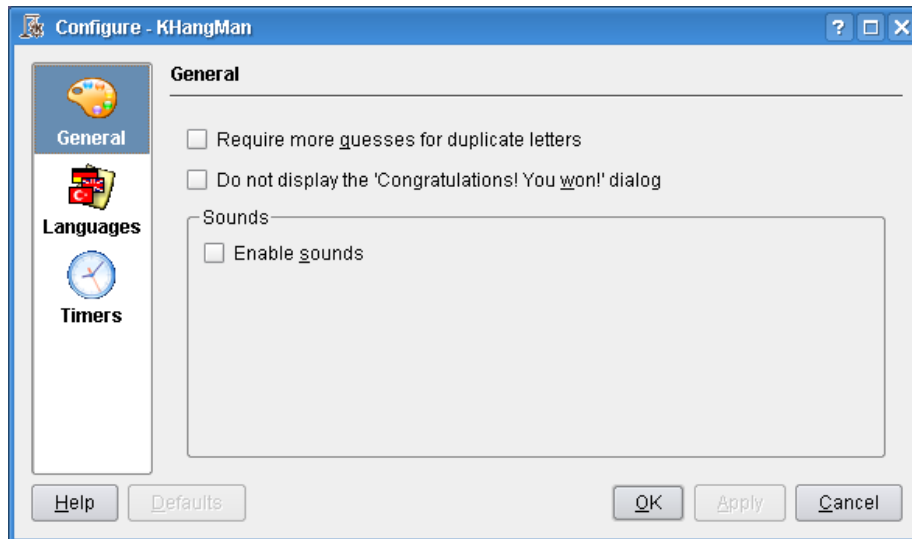 Configure - KHangMan
General
General
Require more guesses for duplicate letters
Do not display the 'Congratulations! You won!' dialog
Languages
Sounds
Enable sounds
Timers
Help
Defaults
OK
Apply
Cancel